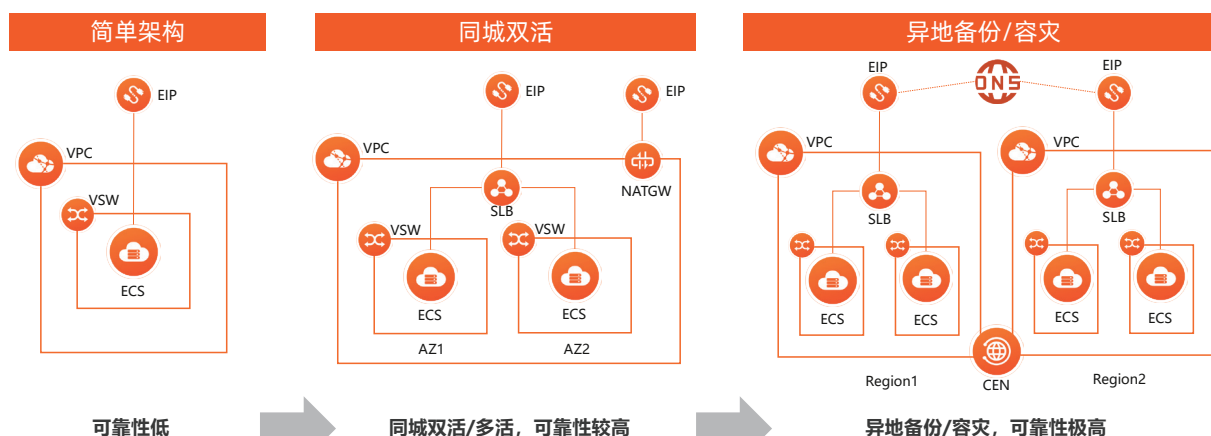 简单架构
EIP
VPC
VSW
ECS
可靠性低
同城双活
EIP
EIP
VPC
NATGW
SLB
VSW
VSW
ECS
ECS
AZ1
AZ2
同城双活/多活，可靠性较高
异地备份/容灾
EIP
DNS
EIP
VPC
VPC
SLB
SLB
ECS
ECS
ECS
ECS
Region1
CEN
Region2
异地备份/容灾，可靠性极高